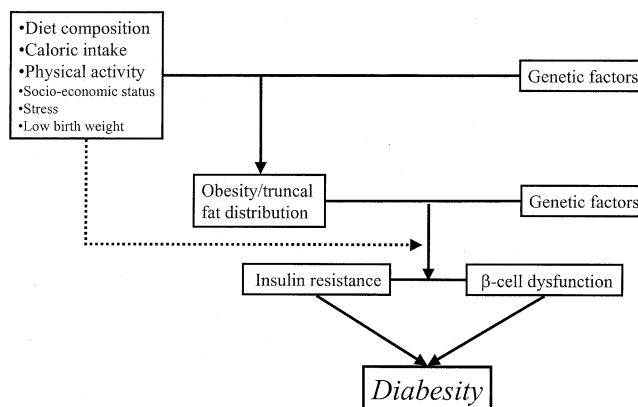 •Diet composition
•Caloric intake
•Physical activity
•Socio-economic status
•Stress
•Low birth weight
Genetic factors
Obesity/truncal
fat distribution
Genetic factors
Insulin resistance
β-cell dysfunction
Diabesity